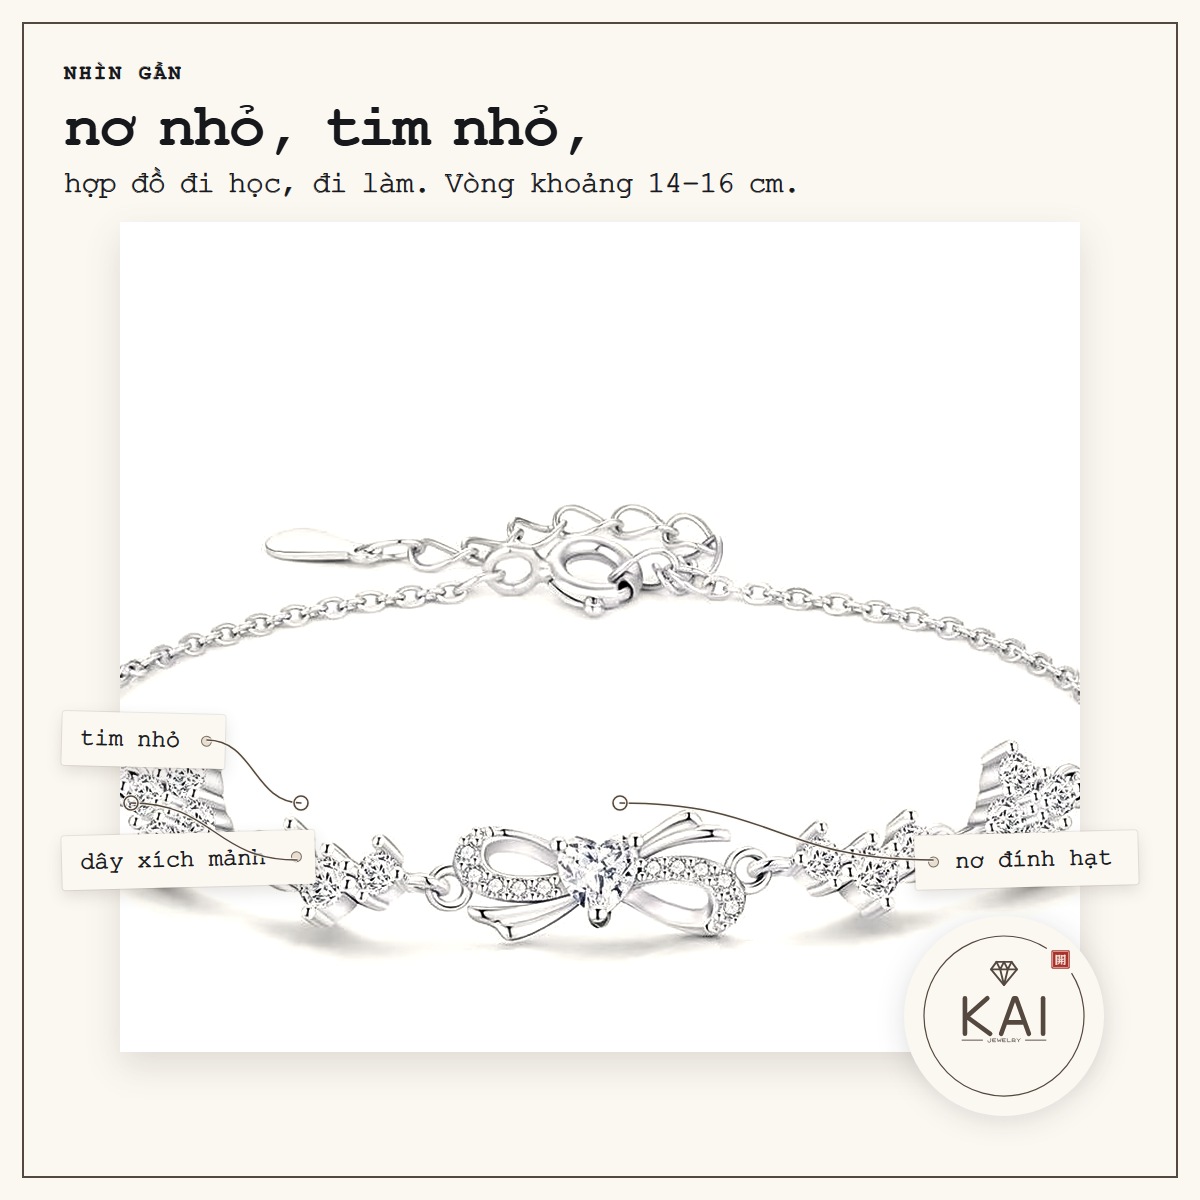 NHÌN GẦN
nơ nhỏ, tim nhỏ,
hợp đồ đi học, đi làm. Vòng khoảng 14–16 cm.
tim nhỏ
dây xích mảnh
nơ đính hạt
開
KAI
JEWELRY